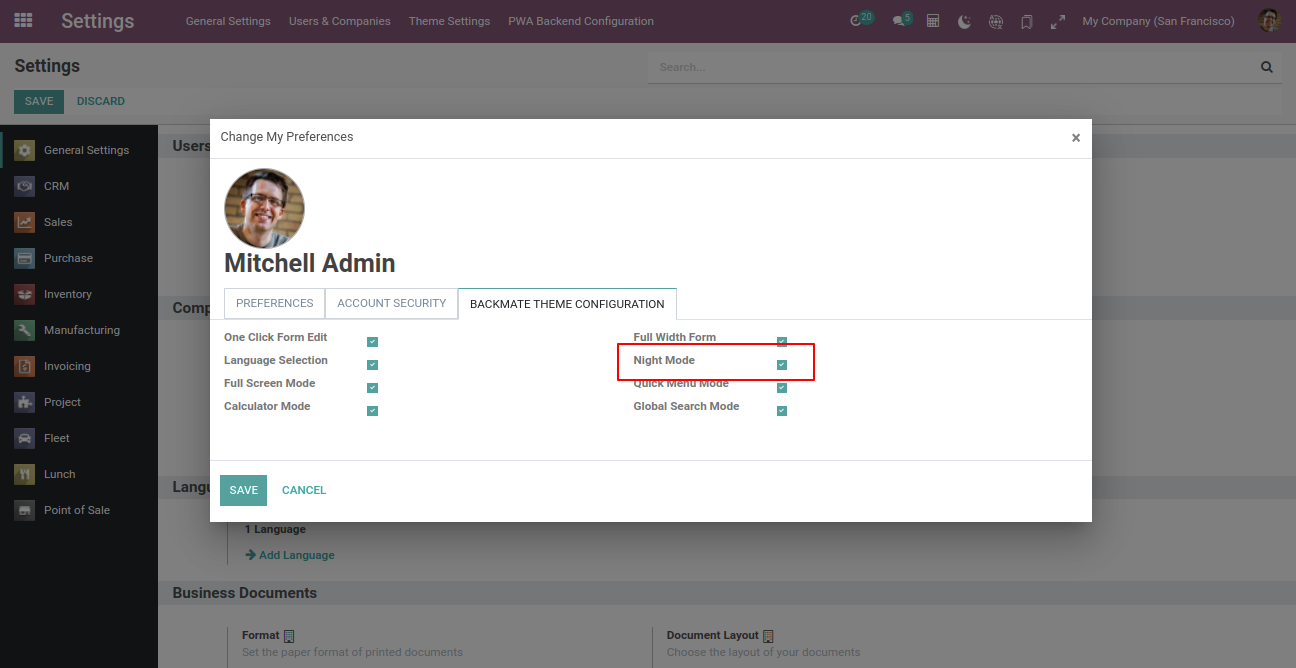 Settings
General Settings
Users & Companies
Theme Settings
PWA Backend Configuration
20
5
My Company (San Francisco)
Settings
Search...
SAVE
DISCARD
General Settings
CRM
Sales
Purchase
Inventory
Manufacturing
Invoicing
Project
Fleet
Lunch
Point of Sale
Users
Comp
Langu
Change My Preferences
×
Mitchell Admin
PREFERENCES
ACCOUNT SECURITY
BACKMATE THEME CONFIGURATION
One Click Form Edit
Language Selection
Full Screen Mode
Calculator Mode
Full Width Form
Night Mode
Quick Menu Mode
Global Search Mode
SAVE
CANCEL
1 Language
Add Language
Business Documents
Format
Set the paper format of printed documents
Document Layout
Choose the layout of your documents